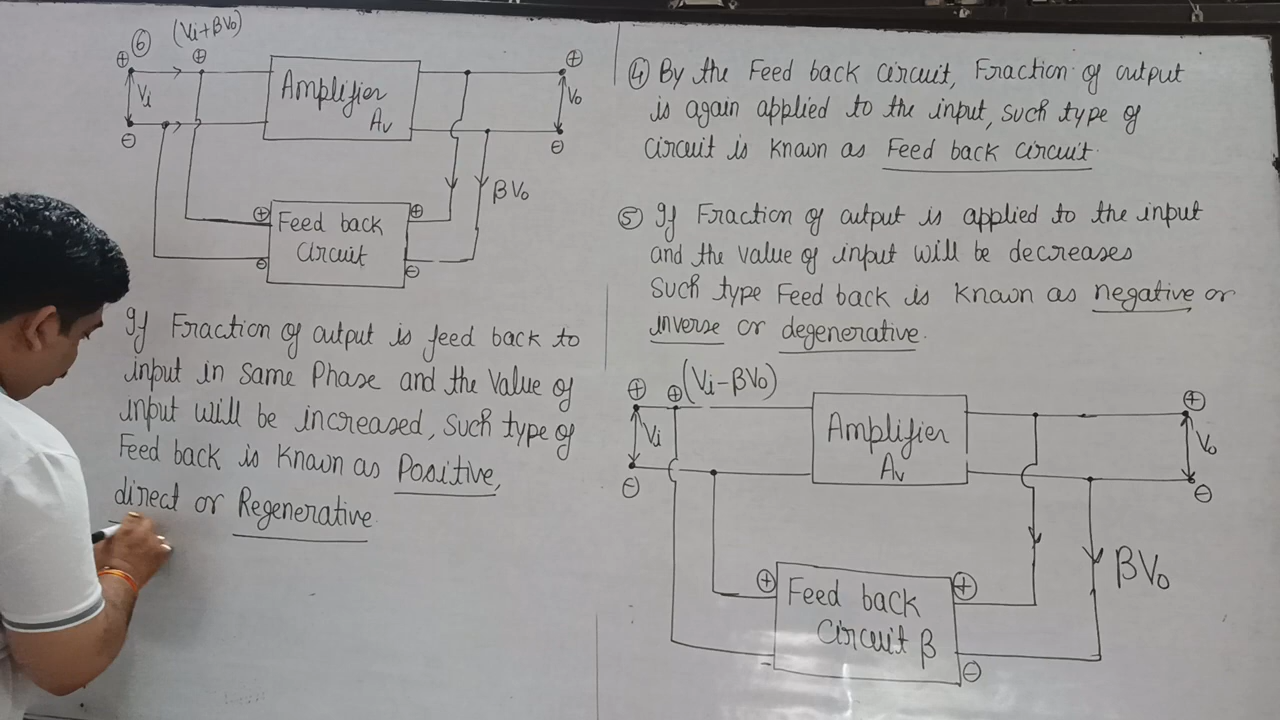 ⑥ (Vi+βVo)
⊕ ⊕ ⊕
Vi
Amplifier
Av
Vo
⊖ ⊖
βVo
⊕ Feed back ⊕
Circuit
⊖ ⊖
If Fraction of output is feed back to
input in Same Phase and the Value of
input will be increased, Such type of
Feed back is Known as Positive,
direct or Regenerative.
④ By the Feed back circuit, Fraction of output
is again applied to the input, such type of
circuit is known as Feed back circuit.
⑤ If Fraction of output is applied to the input
and the value of input will be decreases
Such type Feed back is Known as negative or
inverse or degenerative.
⊕ ⊕ (Vi-βVo) ⊕
Vi
Amplifier
Av
Vo
⊖ ⊖
βVo
⊕ Feed back ⊕
Circuit β
- ⊖